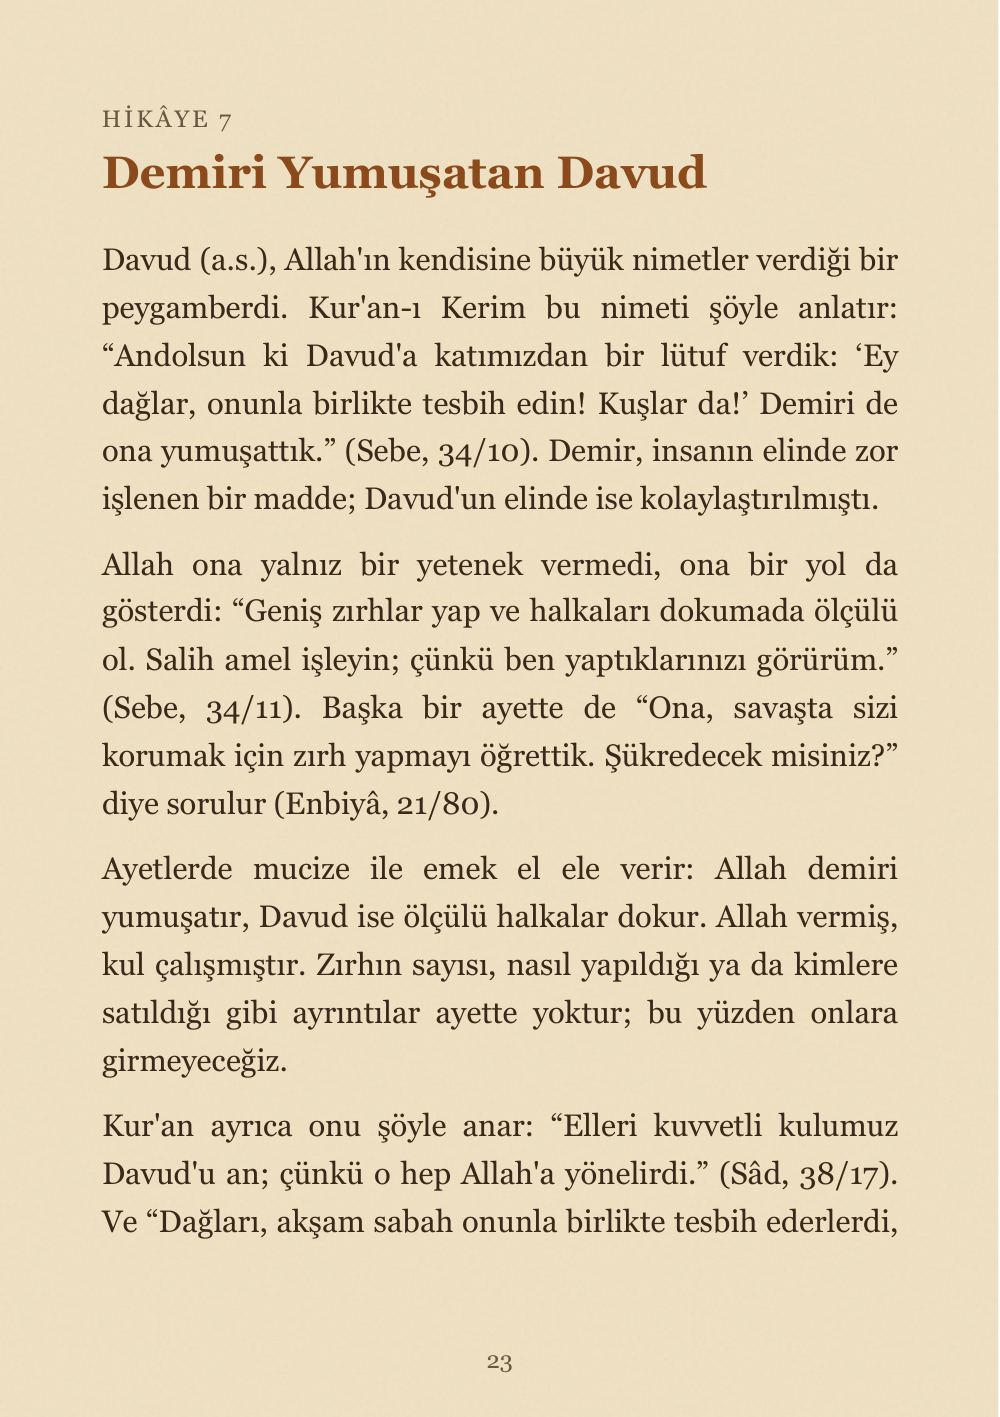 HİKÂYE 7
Demiri Yumuşatan Davud
Davud (a.s.), Allah'ın kendisine büyük nimetler verdiği bir
peygamberdi. Kur'an-ı Kerim bu nimeti şöyle anlatır:
“Andolsun ki Davud'a katımızdan bir lütuf verdik: ‘Ey
dağlar, onunla birlikte tesbih edin! Kuşlar da!’ Demiri de
ona yumuşattık.” (Sebe, 34/10). Demir, insanın elinde zor
işlenen bir madde; Davud'un elinde ise kolaylaştırılmıştı.
Allah ona yalnız bir yetenek vermedi, ona bir yol da
gösterdi: “Geniş zırhlar yap ve halkaları dokumada ölçülü
ol. Salih amel işleyin; çünkü ben yaptıklarınızı görürüm.”
(Sebe, 34/11). Başka bir ayette de “Ona, savaşta sizi
korumak için zırh yapmayı öğrettik. Şükredecek misiniz?”
diye sorulur (Enbiyâ, 21/80).
Ayetlerde mucize ile emek el ele verir: Allah demiri
yumuşatır, Davud ise ölçülü halkalar dokur. Allah vermiş,
kul çalışmıştır. Zırhın sayısı, nasıl yapıldığı ya da kimlere
satıldığı gibi ayrıntılar ayette yoktur; bu yüzden onlara
girmeyeceğiz.
Kur'an ayrıca onu şöyle anar: “Elleri kuvvetli kulumuz
Davud'u an; çünkü o hep Allah'a yönelirdi.” (Sâd, 38/17).
Ve “Dağları, akşam sabah onunla birlikte tesbih ederlerdi,
23